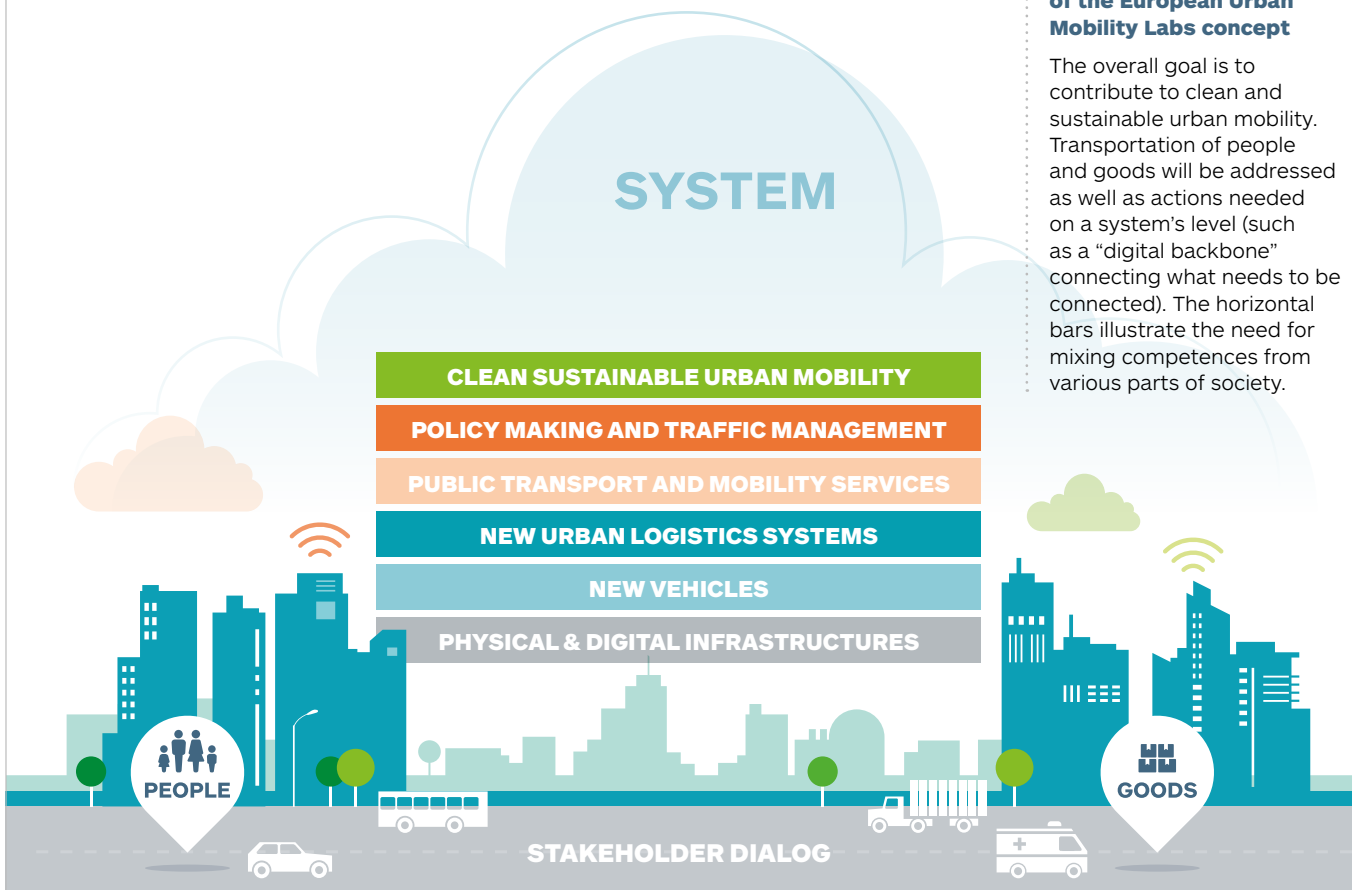 of the European Urban
Mobility Labs concept
The overall goal is to
contribute to clean and
sustainable urban mobility.
Transportation of people
and goods will be addressed
as well as actions needed
on a system's level (such
as a “digital backbone”
connecting what needs to be
connected). The horizontal
bars illustrate the need for
mixing competences from
various parts of society.
SYSTEM
CLEAN SUSTAINABLE URBAN MOBILITY
POLICY MAKING AND TRAFFIC MANAGEMENT
PUBLIC TRANSPORT AND MOBILITY SERVICES
NEW URBAN LOGISTICS SYSTEMS
NEW VEHICLES
PHYSICAL & DIGITAL INFRASTRUCTURES
PEOPLE
GOODS
STAKEHOLDER DIALOG